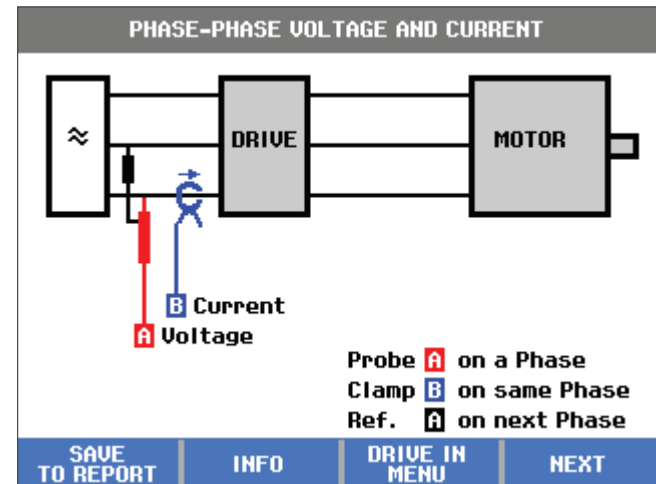 PHASE-PHASE VOLTAGE AND CURRENT
≈
DRIVE
MOTOR
B Current
A Voltage
Probe A on a Phase
Clamp B on same Phase
Ref. A on next Phase
SAVE
TO REPORT
INFO
DRIVE IN
MENU
NEXT